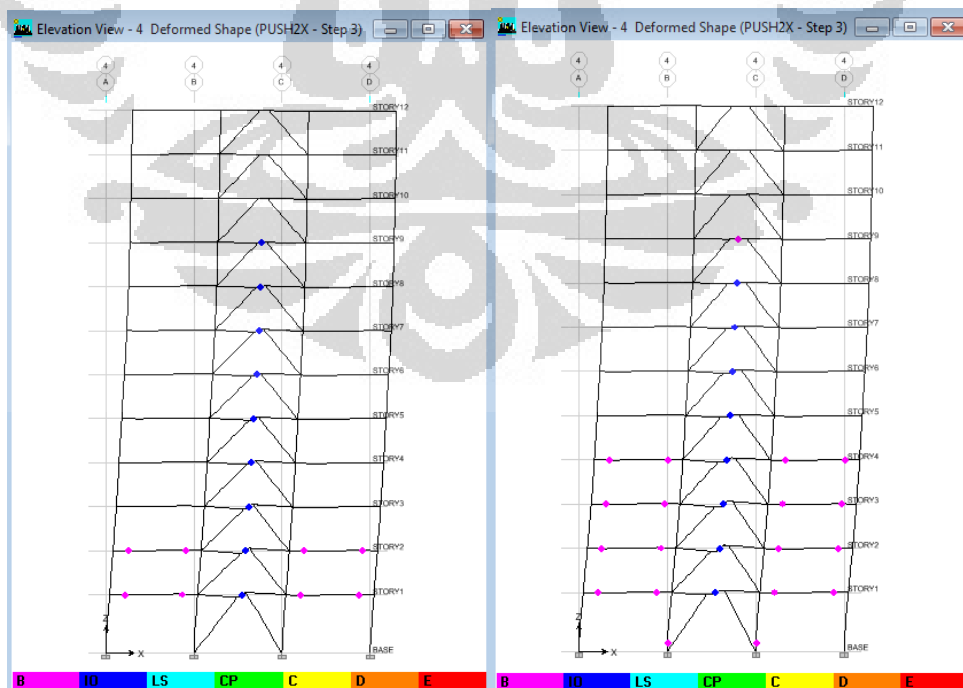 Elevation View - 4 Deformed Shape (PUSH2X - Step 3)
4 4 4 4
A B C D
STORY12
STORY11
STORY10
STORY9
STORY8
STORY7
STORY6
STORY5
STORY4
STORY3
STORY2
STORY1
Z
X
BASE
B IO LS CP C D E
Elevation View - 4 Deformed Shape (PUSH2X - Step 3)
4 4 4 4
A B C D
STORY12
STORY11
STORY10
STORY9
STORY8
STORY7
STORY6
STORY5
STORY4
STORY3
STORY2
STORY1
Z
X
BASE
B IO LS CP C D E